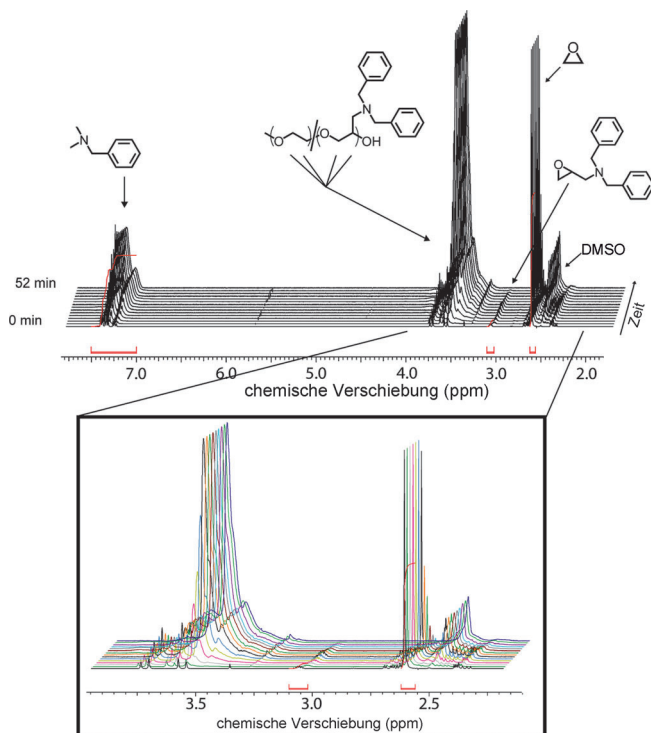 O
N
N
O
O
OH
N
O
N
DMSO
52 min
0 min
Zeit
7.0 6.0 5.0 4.0 3.0 2.0
chemische Verschiebung (ppm)
3.5 3.0 2.5
chemische Verschiebung (ppm)